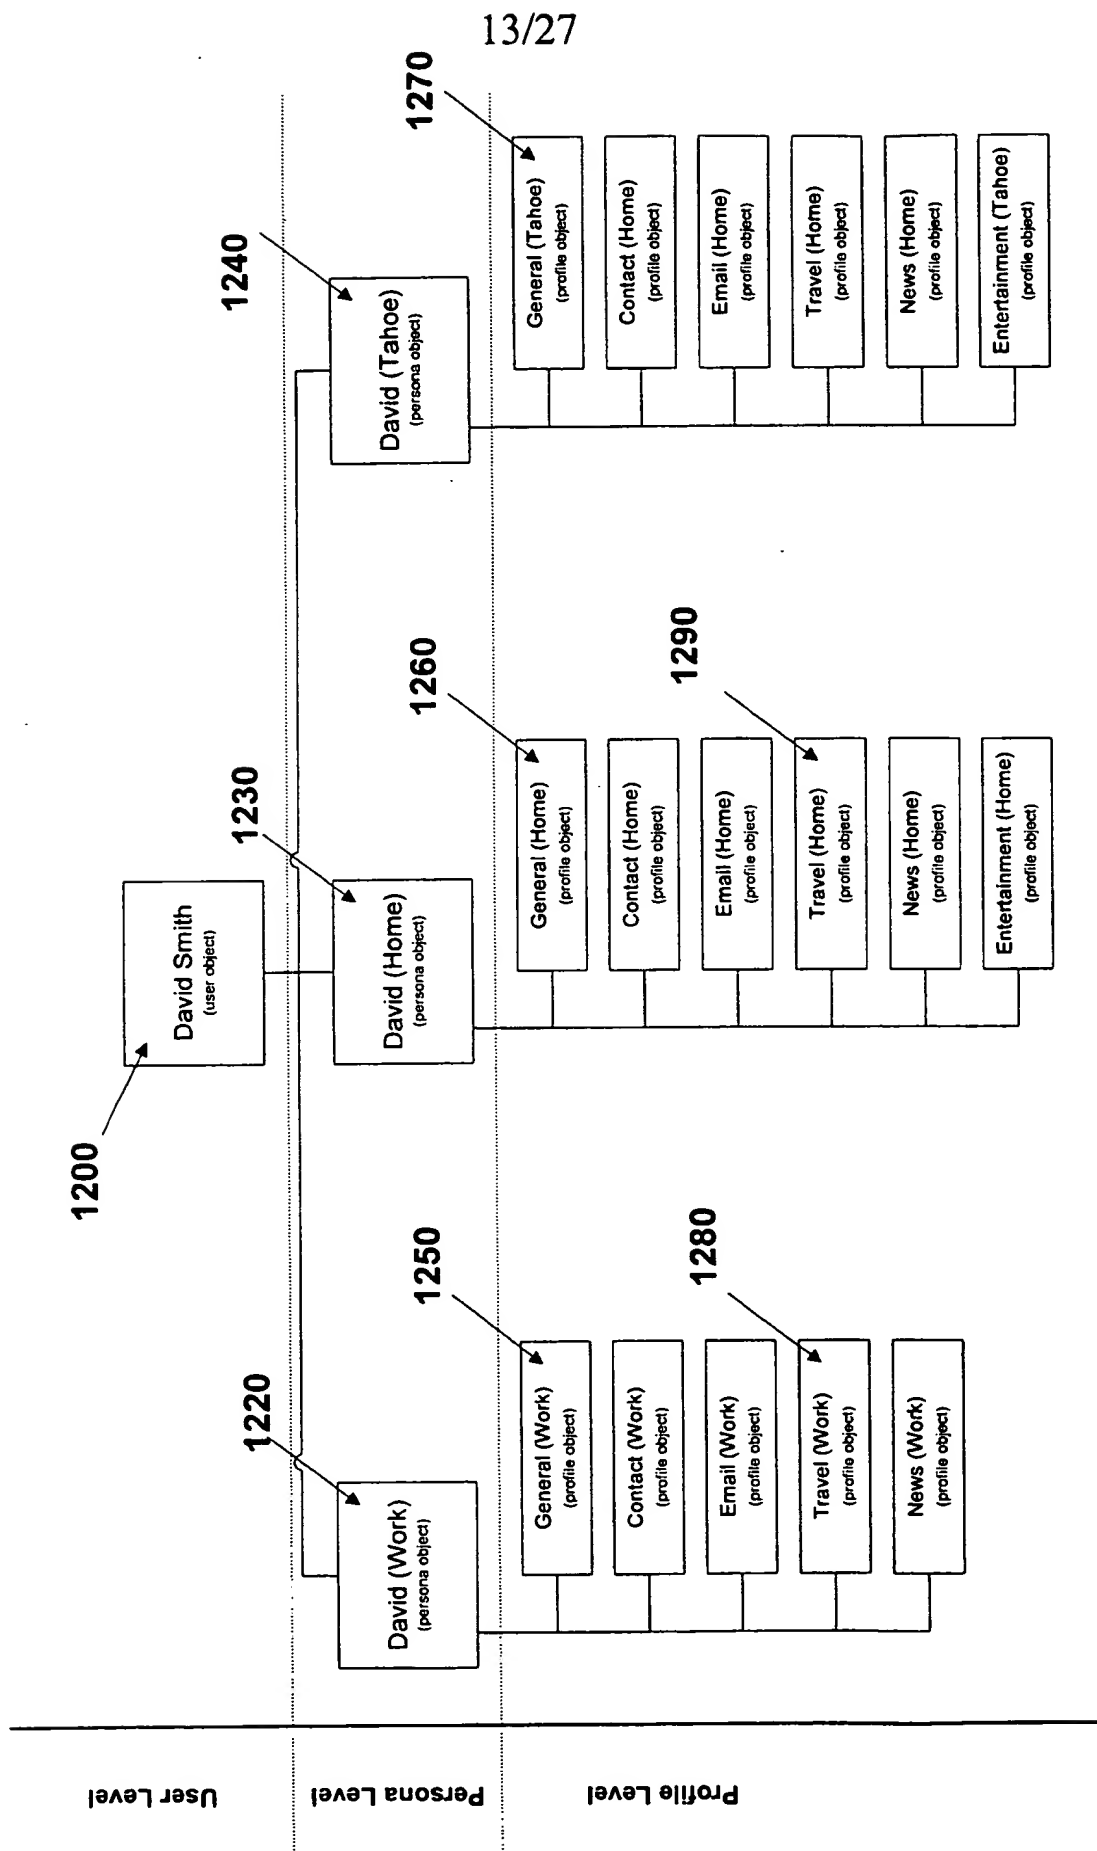 13/27
User Level
Persona Level
Profile Level
1200
David Smith
(user object)
1220
David (Work)
(persona object)
1230
David (Home)
(persona object)
1240
David (Tahoe)
(persona object)
1250
General (Work)
(profile object)
Contact (Work)
(profile object)
Email (Work)
(profile object)
1280
Travel (Work)
(profile object)
News (Work)
(profile object)
1260
General (Home)
(profile object)
Contact (Home)
(profile object)
Email (Home)
(profile object)
1290
Travel (Home)
(profile object)
News (Home)
(profile object)
Entertainment (Home)
(profile object)
1270
General (Tahoe)
(profile object)
Contact (Home)
(profile object)
Email (Home)
(profile object)
Travel (Home)
(profile object)
News (Home)
(profile object)
Entertainment (Tahoe)
(profile object)